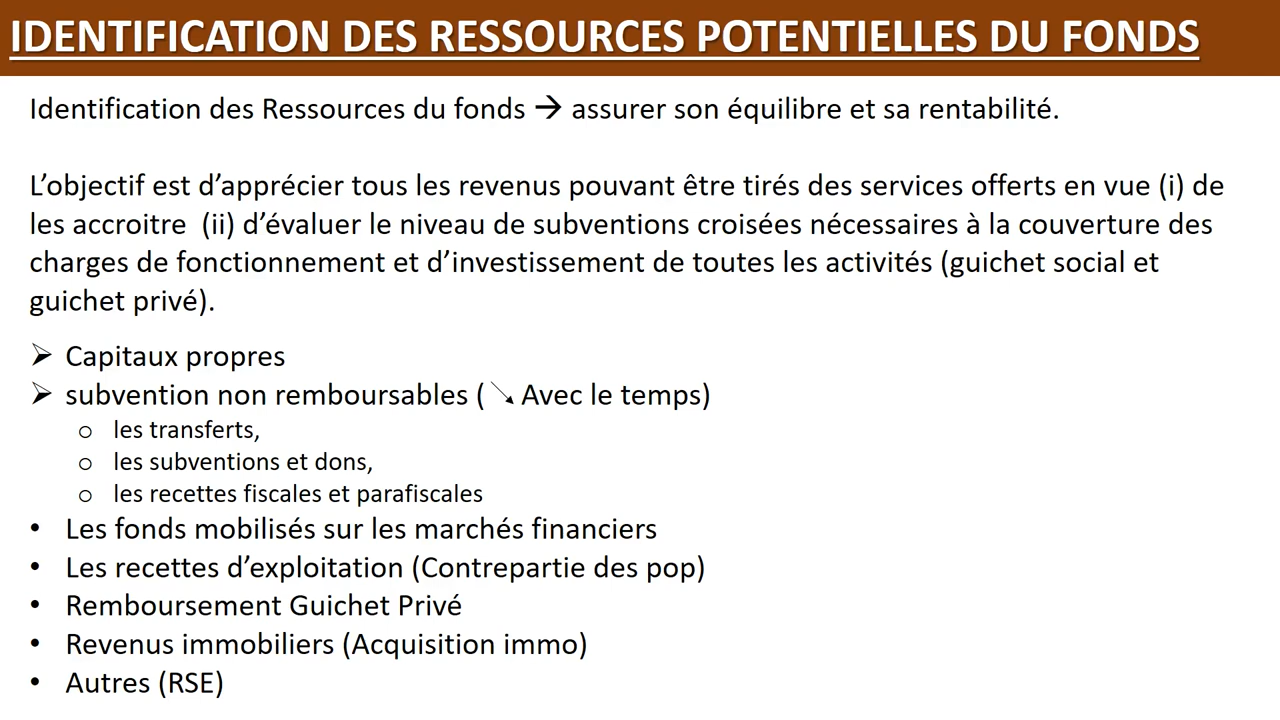 IDENTIFICATION DES RESSOURCES POTENTIELLES DU FONDS
Identification des Ressources du fonds → assurer son équilibre et sa rentabilité.
L’objectif est d’apprécier tous les revenus pouvant être tirés des services offerts en vue (i) de
les accroitre  (ii) d’évaluer le niveau de subventions croisées nécessaires à la couverture des
charges de fonctionnement et d’investissement de toutes les activités (guichet social et
guichet privé).
➢ Capitaux propres
➢ subvention non remboursables ( ↘ Avec le temps)
o les transferts,
o les subventions et dons,
o les recettes fiscales et parafiscales
• Les fonds mobilisés sur les marchés financiers
• Les recettes d’exploitation (Contrepartie des pop)
• Remboursement Guichet Privé
• Revenus immobiliers (Acquisition immo)
• Autres (RSE)